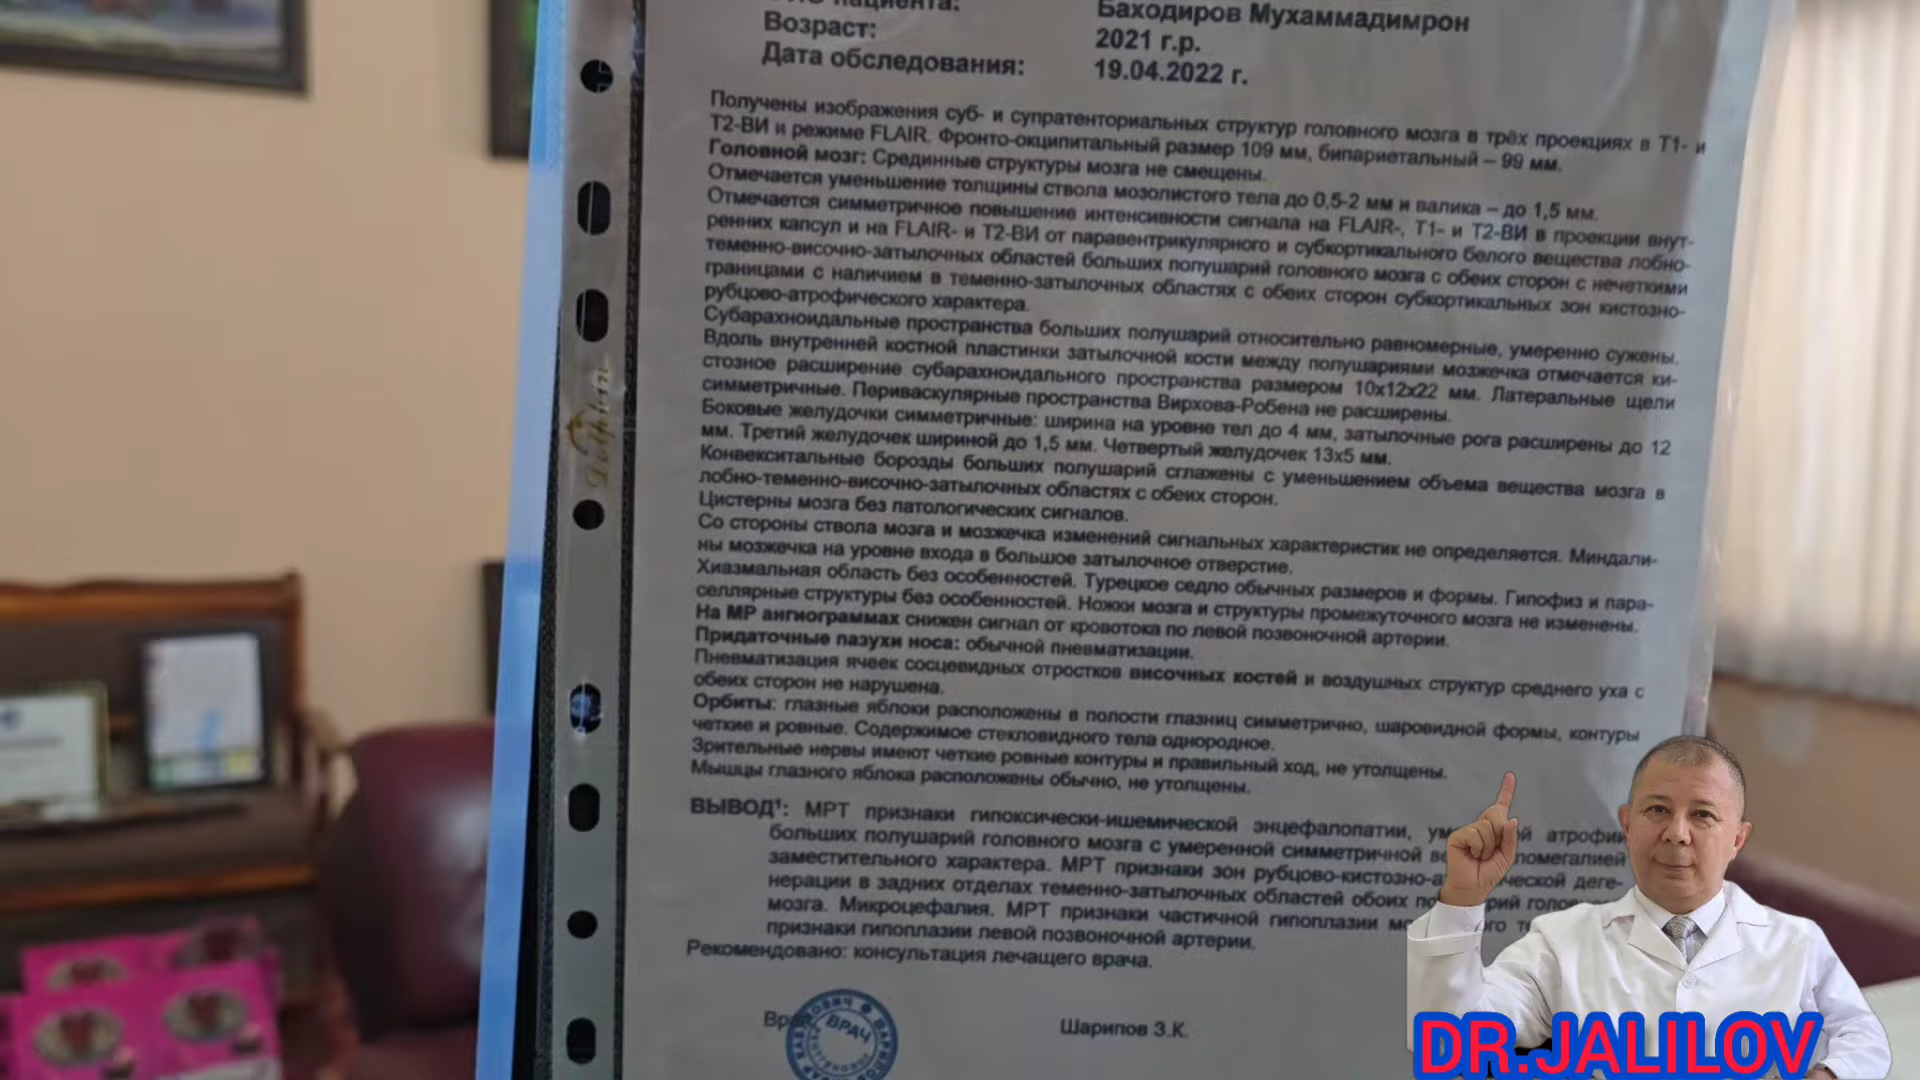 пациента:
Баходиров Мухаммадимрон
Возраст:
2021 г.р.
Дата обследования:
19.04.2022 г.
Получены изображения суб- и супратенториальных структур головного мозга в трёх проекциях в Т1- и
Т2-ВИ и режиме FLAIR. Фронто-окципитальный размер 109 мм, бипариетальный – 99 мм.
Головной мозг: Срединные структуры мозга не смещены.
Отмечается уменьшение толщины ствола мозолистого тела до 0,5-2 мм и валика – до 1,5 мм.
Отмечается симметричное повышение интенсивности сигнала на FLAIR-, Т1- и Т2-ВИ в проекции внут-
ренних капсул и на FLAIR- и Т2-ВИ от паравентрикулярного и субкортикального белого вещества лобно-
теменно-височно-затылочных областей больших полушарий головного мозга с обеих сторон с нечеткими
границами с наличием в теменно-затылочных областях с обеих сторон субкортикальных зон кистозно-
рубцово-атрофического характера.
Субарахноидальные пространства больших полушарий относительно равномерные, умеренно сужены.
Вдоль внутренней костной пластинки затылочной кости между полушариями мозжечка отмечается ки-
стозное расширение субарахноидального пространства размером 10х12х22 мм. Латеральные щели
симметричные. Периваскулярные пространства Вирхова-Робена не расширены.
Боковые желудочки симметричные: ширина на уровне тел до 4 мм, затылочные рога расширены до 12
мм. Третий желудочек шириной до 1,5 мм. Четвертый желудочек 13х5 мм.
Конвекситальные борозды больших полушарий сглажены с уменьшением объема вещества мозга в
лобно-теменно-височно-затылочных областях с обеих сторон.
Цистерны мозга без патологических сигналов.
Со стороны ствола мозга и мозжечка изменений сигнальных характеристик не определяется. Миндали-
ны мозжечка на уровне входа в большое затылочное отверстие.
Хиазмальная область без особенностей. Турецкое седло обычных размеров и формы. Гипофиз и пара-
селлярные структуры без особенностей. Ножки мозга и структуры промежуточного мозга не изменены.
На МР ангиограммах снижен сигнал от кровотока по левой позвоночной артерии.
Придаточные пазухи носа: обычной пневматизации.
Пневматизация ячеек сосцевидных отростков височных костей и воздушных структур среднего уха с
обеих сторон не нарушена.
Орбиты: глазные яблоки расположены в полости глазниц симметрично, шаровидной формы, контуры
четкие и ровные. Содержимое стекловидного тела однородное.
Зрительные нервы имеют четкие ровные контуры и правильный ход, не утолщены.
Мышцы глазного яблока расположены обычно, не утолщены.
ВЫВОД¹: МРТ признаки гипоксически-ишемической энцефалопатии, атрофии
больших полушарий головного мозга с умеренной симметричной
заместительного характера. МРТ признаки зон рубцово-кистозно- деге-
нерации в задних отделах теменно-затылочных областей обоих
мозга. Микроцефалия. МРТ признаки частичной гипоплазии
признаки гипоплазии левой позвоночной артерии.
Рекомендовано: консультация лечащего врача.
Шарипов З.К.
ВРАЧ
Dolphin
DR.JALILOV